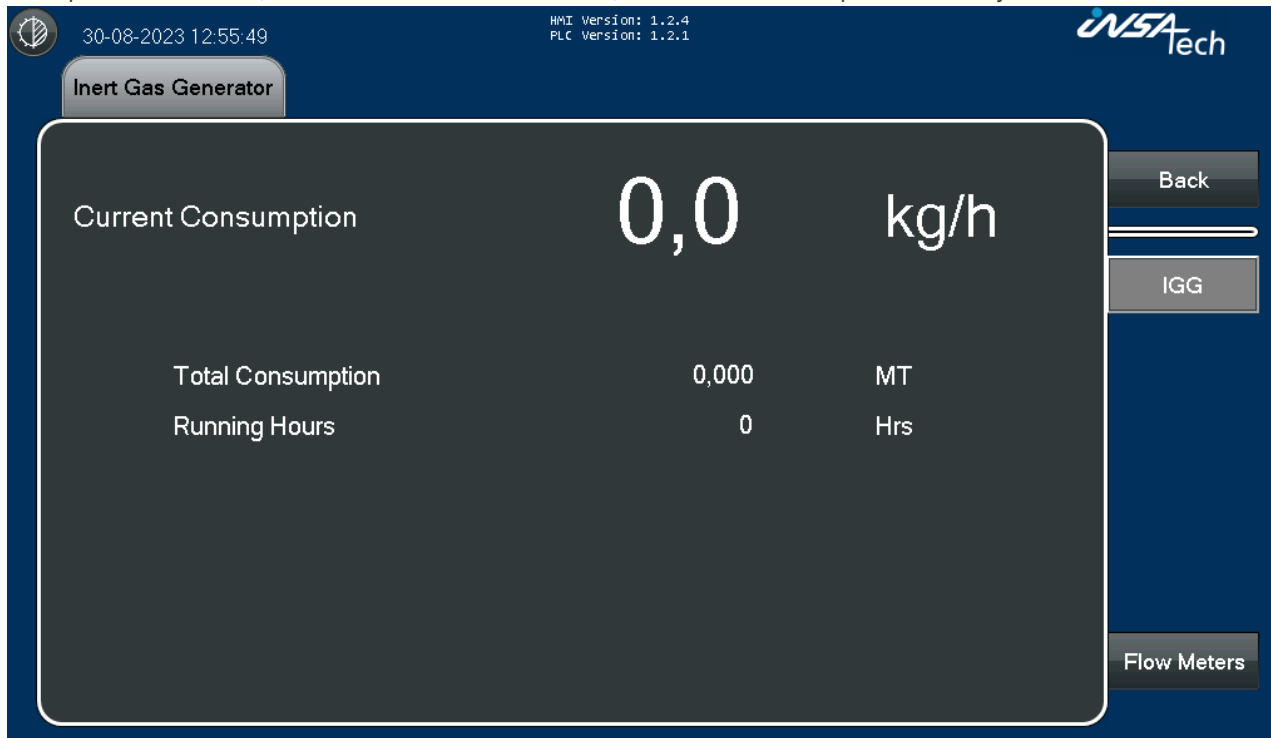 30-08-2023 12:55:49
HMI Version: 1.2.4
PLC Version: 1.2.1
iNSATech
Inert Gas Generator
Back
Current Consumption 0,0 kg/h
IGG
Total Consumption 0,000 MT
Running Hours 0 Hrs
Flow Meters